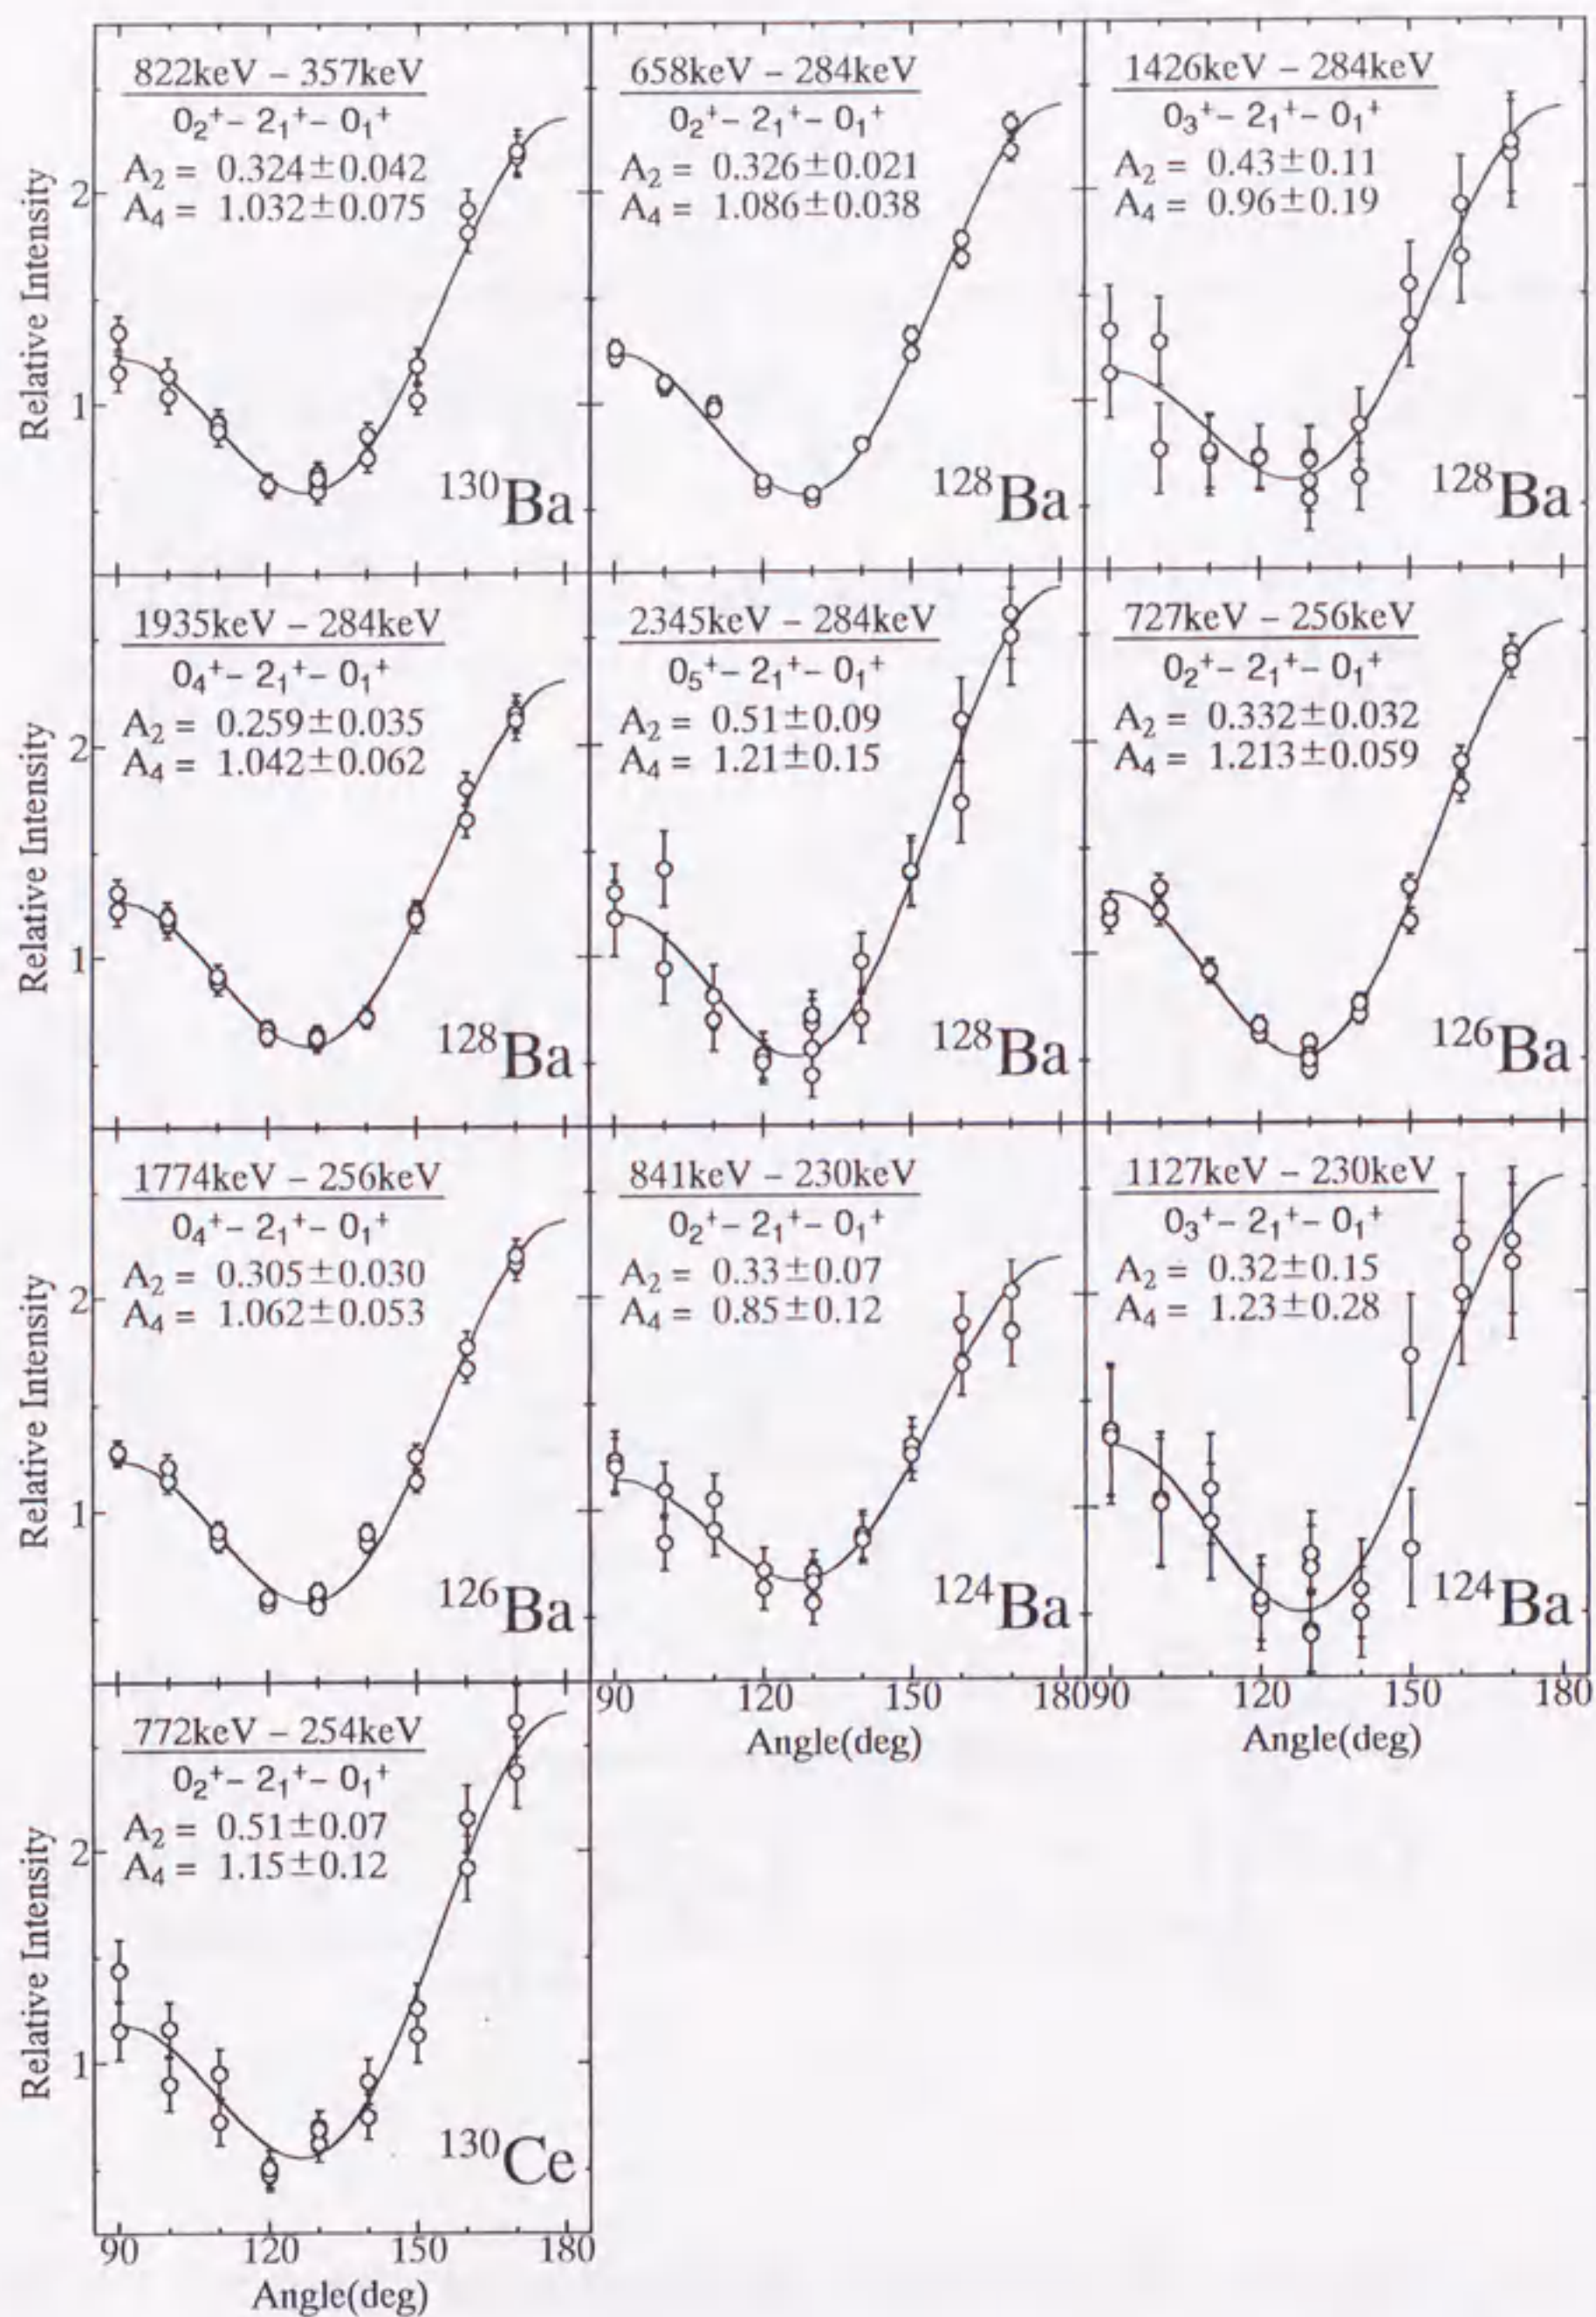 822keV – 357keV
0₂⁺– 2₁⁺– 0₁⁺
A₂ = 0.324±0.042
A₄ = 1.032±0.075
¹³⁰Ba
Relative Intensity
2
1
658keV – 284keV
0₂⁺– 2₁⁺– 0₁⁺
A₂ = 0.326±0.021
A₄ = 1.086±0.038
¹²⁸Ba
1426keV – 284keV
0₃⁺– 2₁⁺– 0₁⁺
A₂ = 0.43±0.11
A₄ = 0.96±0.19
¹²⁸Ba
1935keV – 284keV
0₄⁺– 2₁⁺– 0₁⁺
A₂ = 0.259±0.035
A₄ = 1.042±0.062
¹²⁸Ba
Relative Intensity
2
1
2345keV – 284keV
0₅⁺– 2₁⁺– 0₁⁺
A₂ = 0.51±0.09
A₄ = 1.21±0.15
¹²⁸Ba
727keV – 256keV
0₂⁺– 2₁⁺– 0₁⁺
A₂ = 0.332±0.032
A₄ = 1.213±0.059
¹²⁶Ba
1774keV – 256keV
0₄⁺– 2₁⁺– 0₁⁺
A₂ = 0.305±0.030
A₄ = 1.062±0.053
¹²⁶Ba
Relative Intensity
2
1
841keV – 230keV
0₂⁺– 2₁⁺– 0₁⁺
A₂ = 0.33±0.07
A₄ = 0.85±0.12
¹²⁴Ba
90 120 150 180
Angle(deg)
1127keV – 230keV
0₃⁺– 2₁⁺– 0₁⁺
A₂ = 0.32±0.15
A₄ = 1.23±0.28
¹²⁴Ba
90 120 150 180
Angle(deg)
772keV – 254keV
0₂⁺– 2₁⁺– 0₁⁺
A₂ = 0.51±0.07
A₄ = 1.15±0.12
¹³⁰Ce
Relative Intensity
2
1
90 120 150 180
Angle(deg)